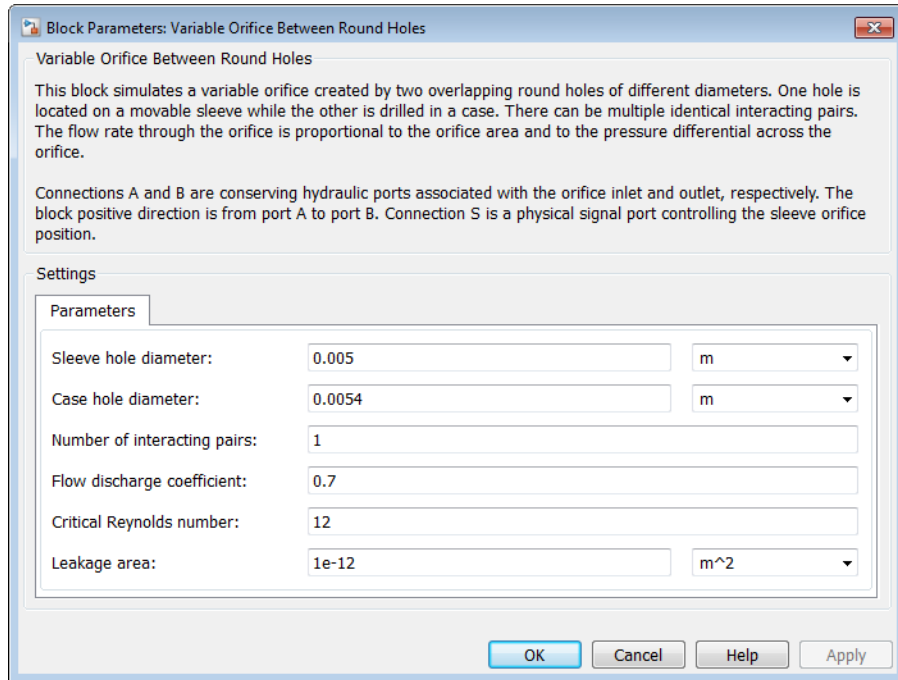 Block Parameters: Variable Orifice Between Round Holes
Variable Orifice Between Round Holes
This block simulates a variable orifice created by two overlapping round holes of different diameters. One hole is
located on a movable sleeve while the other is drilled in a case. There can be multiple identical interacting pairs.
The flow rate through the orifice is proportional to the orifice area and to the pressure differential across the
orifice.
Connections A and B are conserving hydraulic ports associated with the orifice inlet and outlet, respectively. The
block positive direction is from port A to port B. Connection S is a physical signal port controlling the sleeve orifice
position.
Settings
Parameters
Sleeve hole diameter: 0.005 m
Case hole diameter: 0.0054 m
Number of interacting pairs: 1
Flow discharge coefficient: 0.7
Critical Reynolds number: 12
Leakage area: 1e-12 m^2
OK Cancel Help Apply